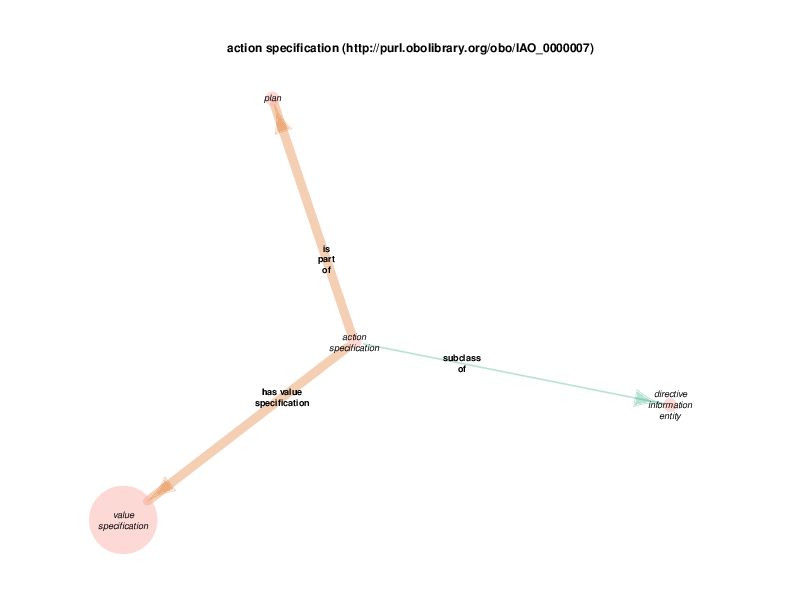 action specification (http://purl.obolibrary.org/obo/IAO_0000007)
plan
is
part
of
action
specification
subclass
of
has value
specification
directive
information
entity
value
specification